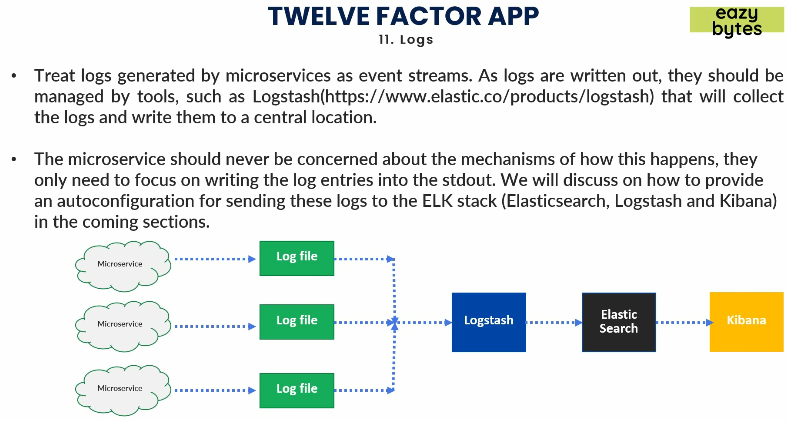 TWELVE FACTOR APP
eazy
bytes
11. Logs
• Treat logs generated by microservices as event streams. As logs are written out, they should be
managed by tools, such as Logstash(https://www.elastic.co/products/logstash) that will collect
the logs and write them to a central location.
• The microservice should never be concerned about the mechanisms of how this happens, they
only need to focus on writing the log entries into the stdout. We will discuss on how to provide
an autoconfiguration for sending these logs to the ELK stack (Elasticsearch, Logstash and Kibana)
in the coming sections.
Microservice
Log file
Microservice
Log file
Logstash
Elastic
Search
Kibana
Microservice
Log file